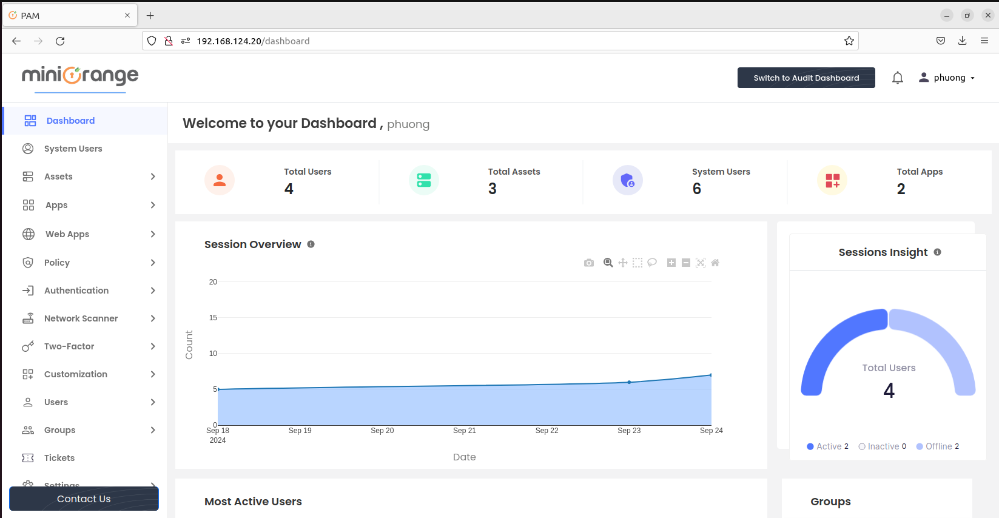 PAM
192.168.124.20/dashboard
miniOrange
Switch to Audit Dashboard
phuong
Dashboard
System Users
Assets
Apps
Web Apps
Policy
Authentication
Network Scanner
Two-Factor
Customization
Users
Groups
Tickets
Settings
Contact Us
Welcome to your Dashboard , phuong
Total Users
4
Total Assets
3
System Users
6
Total Apps
2
Session Overview
20
15
10
5
0
Count
Sep 18 Sep 19 Sep 20 Sep 21 Sep 22 Sep 23 Sep 24
2024
Date
Sessions Insight
Total Users
4
Active 2 Inactive 0 Offline 2
Most Active Users
Groups